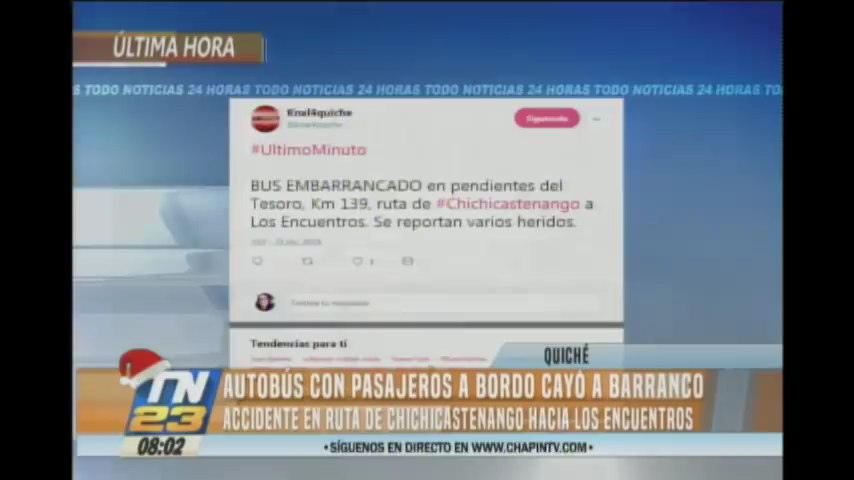 ÚLTIMA HORA
S TODO NOTICIAS 24 HORAS TODO NOTICIAS 24 HORAS TODO NOTICIAS 24 HORAS TODO NOTICIAS 24 HORAS TO
Knal4quiche
Siguiendo
#UltimoMinuto
BUS EMBARRANCADO en pendientes del
Tesoro, Km 139, ruta de #Chichicastenango a
Los Encuentros. Se reportan varios heridos.
Tendencias para ti
QUICHÉ
AUTOBÚS CON PASAJEROS A BORDO CAYÓ A BARRANCO
ACCIDENTE EN RUTA DE CHICHICASTENANGO HACIA LOS ENCUENTROS
TN
23
08:02
•SÍGUENOS EN DIRECTO EN WWW.CHAPINTV.COM•